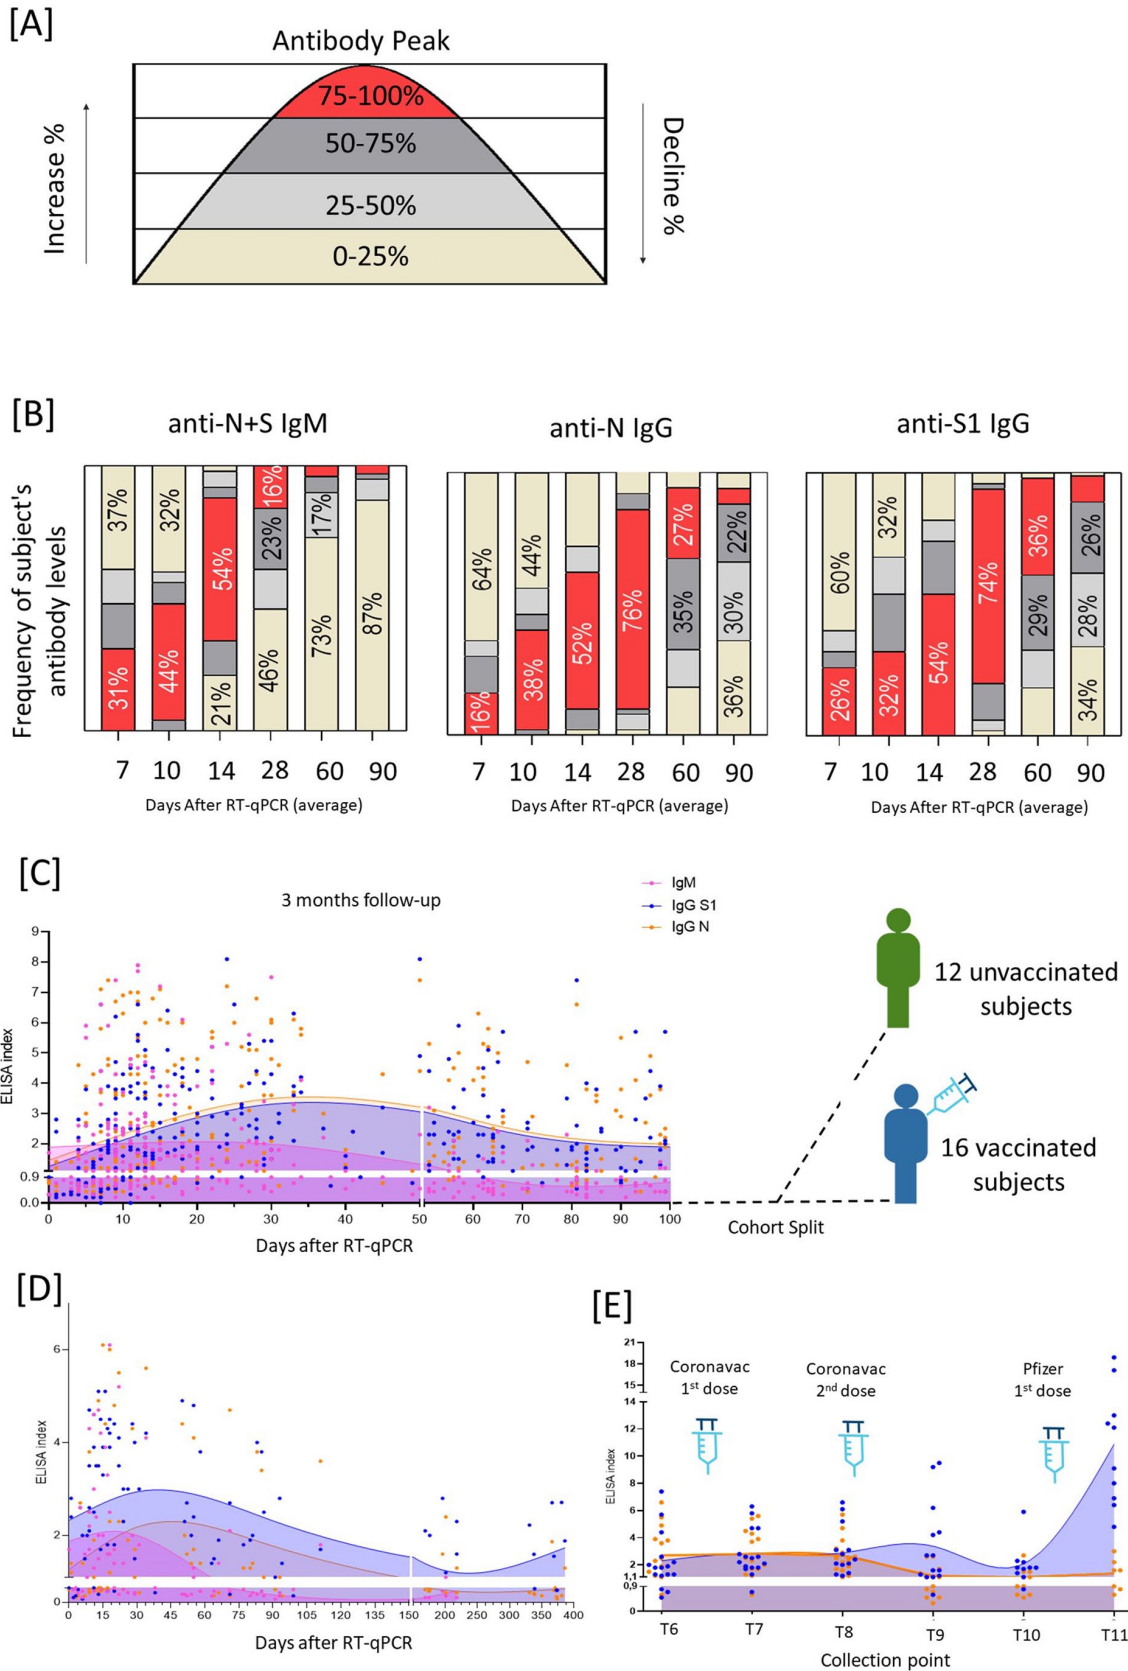 [A]
Antibody Peak
Increase %
75-100%
50-75%
25-50%
0-25%
Decline %
[B]
anti-N+S IgM
anti-N IgG
anti-S1 IgG
Frequency of subject's
antibody levels
37% 32% 54% 21% 16% 23% 46% 17% 73% 87% 31% 44%
64% 44% 52% 76% 27% 35% 22% 30% 36% 16% 38%
60% 32% 54% 74% 36% 29% 26% 28% 34% 26% 32%
7 10 14 28 60 90
7 10 14 28 60 90
7 10 14 28 60 90
Days After RT-qPCR (average)
Days After RT-qPCR (average)
Days After RT-qPCR (average)
[C]
3 months follow-up
IgM
IgG S1
IgG N
ELISA index
9
8
7
6
5
4
3
2
0.9
0.0
0 10 20 30 40 50 60 70 80 90 100
Days after RT-qPCR
12 unvaccinated
subjects
16 vaccinated
subjects
Cohort Split
[D]
ELISA index
6
4
2
0
0 15 30 45 60 75 90 105 120 135 150 200 250 300 350 400
Days after RT-qPCR
[E]
Coronavac
1st dose
Coronavac
2nd dose
Pfizer
1st dose
ELISA index
21
18
15
14
12
10
8
6
4
2
1,1
0,9
0
T6 T7 T8 T9 T10 T11
Collection point